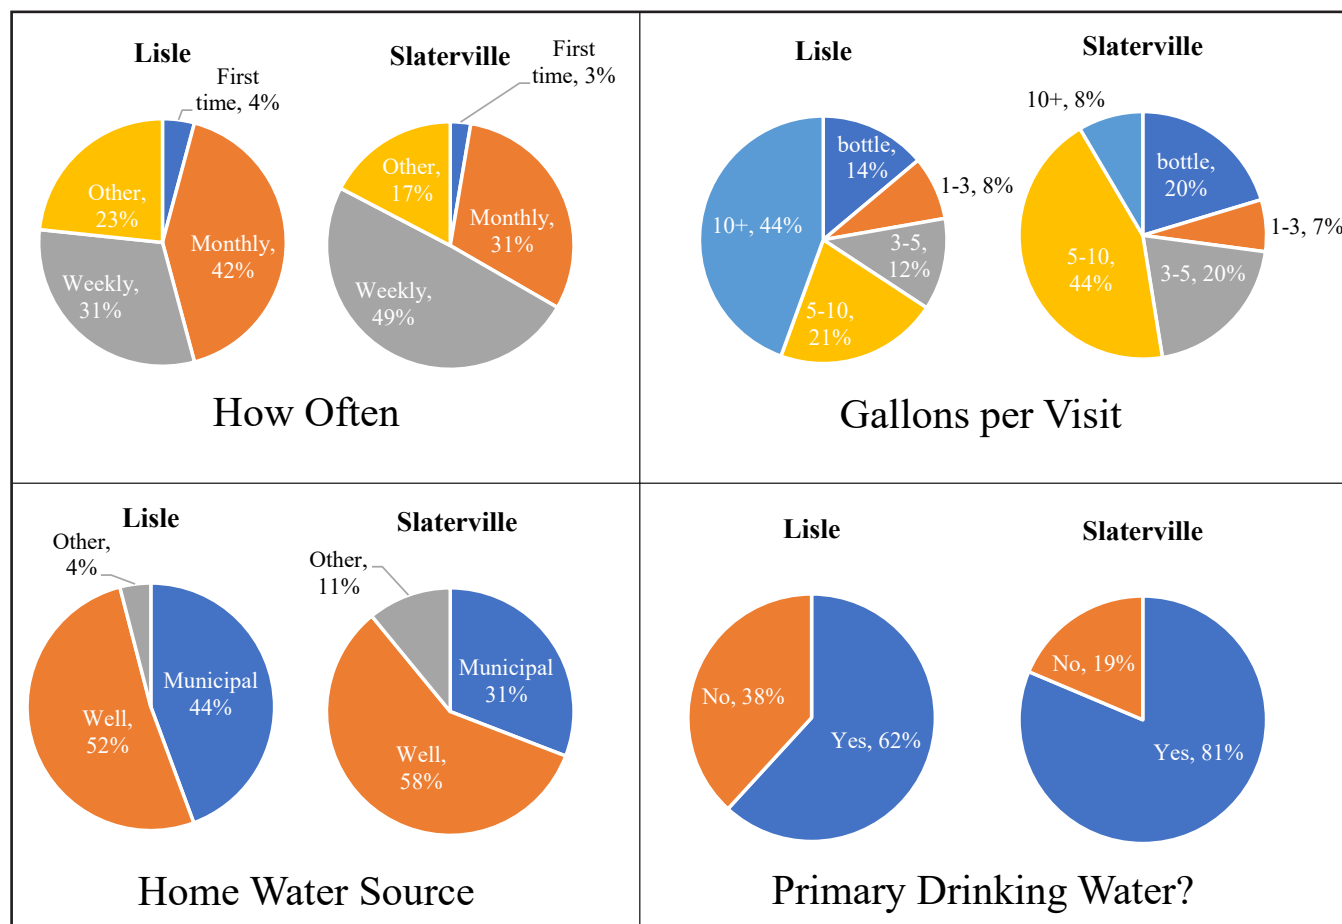 Lisle
First
time, 4%
Other,
23%
Monthly,
42%
Weekly,
31%
Slaterville
First
time, 3%
Other,
17%
Monthly,
31%
Weekly,
49%
How Often
Lisle
bottle,
14%
1-3, 8%
10+, 44%
3-5,
12%
5-10,
21%
Slaterville
10+, 8%
bottle,
20%
1-3, 7%
5-10,
44%
3-5, 20%
Gallons per Visit
Lisle
Other,
4%
Municipal
44%
Well,
52%
Slaterville
Other,
11%
Municipal
31%
Well,
58%
Home Water Source
Lisle
No, 38%
Yes, 62%
Slaterville
No, 19%
Yes, 81%
Primary Drinking Water?